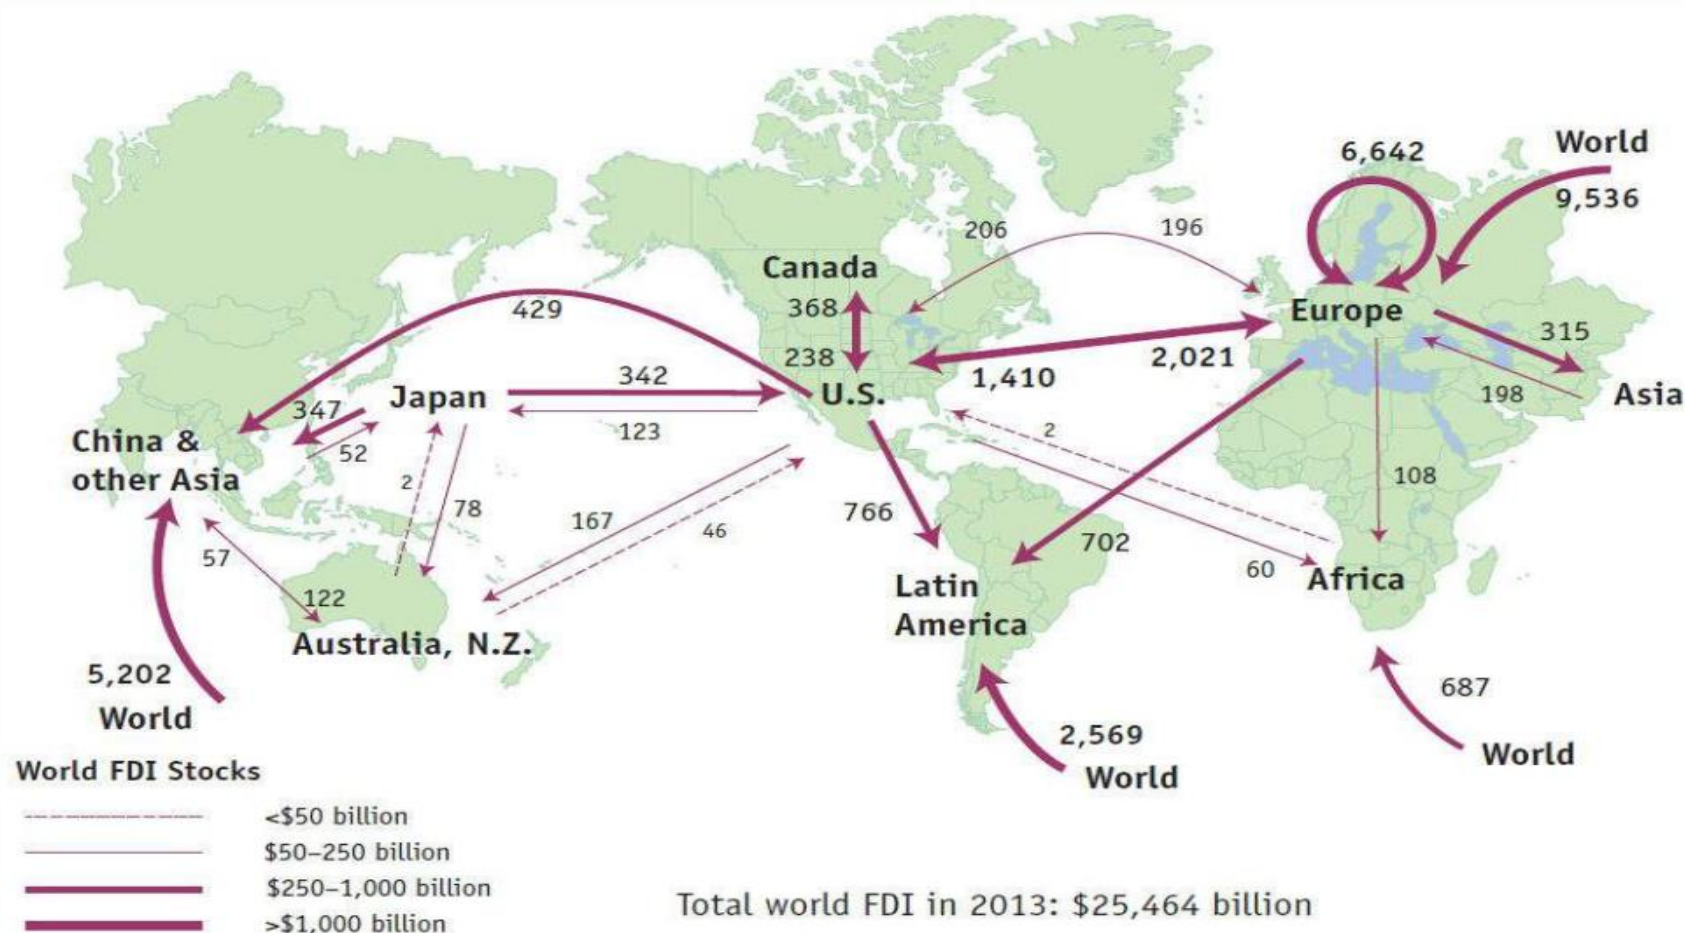 World
6,642
9,536
206
196
Canada
368
429
Europe
315
238
2,021
1,410
342
Japan
U.S.
198
Asia
347
123
2
China &
other Asia
52
2
108
78
766
167
46
702
57
60
Africa
Latin
America
122
Australia, N.Z.
5,202
World
687
2,569
World
World
World FDI Stocks
<$50 billion
$50–250 billion
$250–1,000 billion
>$1,000 billion
Total world FDI in 2013: $25,464 billion